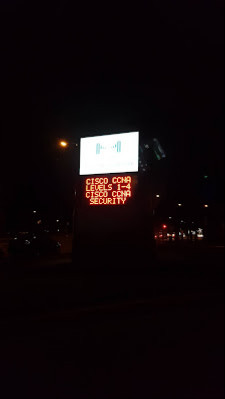 CISCO CCNA
LEVELS 1-4
CISCO CCNA
SECURITY